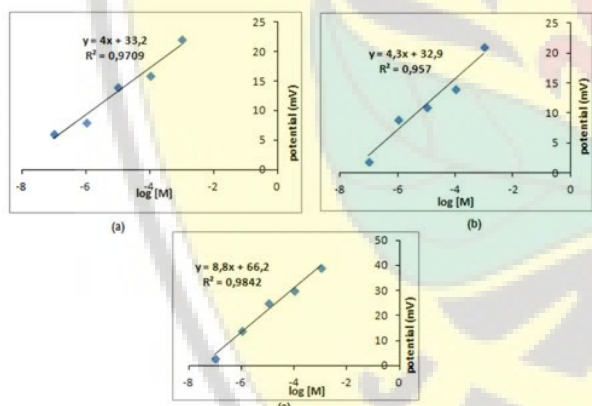 y = 4x + 33,2
R² = 0,9709
25
20
15
10
5
0
potential (mV)
-8 -6 -4 -2 0
log [M]
(a)
y = 4,3x + 32,9
R² = 0,957
25
20
15
10
5
0
potential (mV)
-8 -6 -4 -2 0
log [M]
(b)
y = 8,8x + 66,2
R² = 0,9842
50
40
30
20
10
0
potential (mV)
-8 -6 -4 -2 0
log [M]